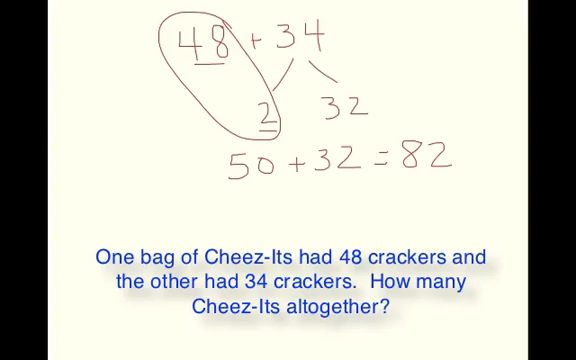 48 + 34
2 32
50 + 32 = 82
One bag of Cheez-Its had 48 crackers and
the other had 34 crackers. How many
Cheez-Its altogether?